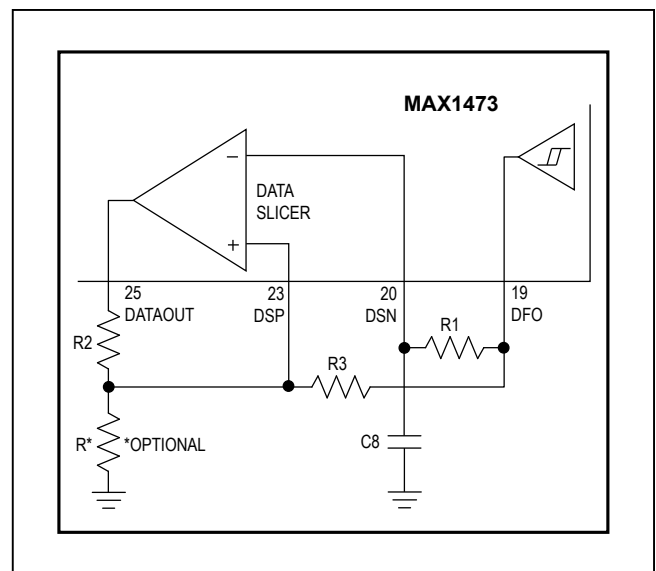 MAX1473
−
DATA
SLICER
+
25
DATAOUT
23
DSP
20
DSN
19
DFO
R1
R2
R3
R*
*OPTIONAL
C8